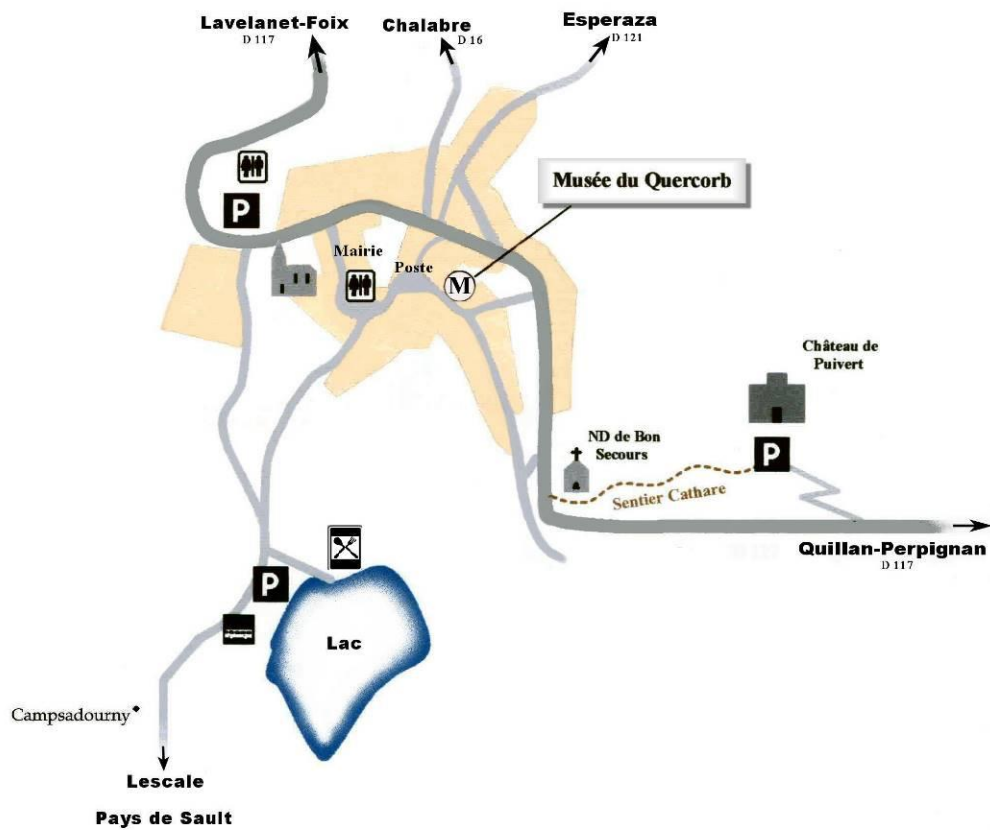 Lavelanet-Foix
D 117
Chalabre
D 16
Esperaza
D 121
P
Musée du Quercorb
Mairie
Poste
M
Château de
Puivert
P
ND de Bon
Secours
Sentier Cathare
Quillan-Perpignan
D 117
P
Lac
Campsadourny
Lescale
Pays de Sault